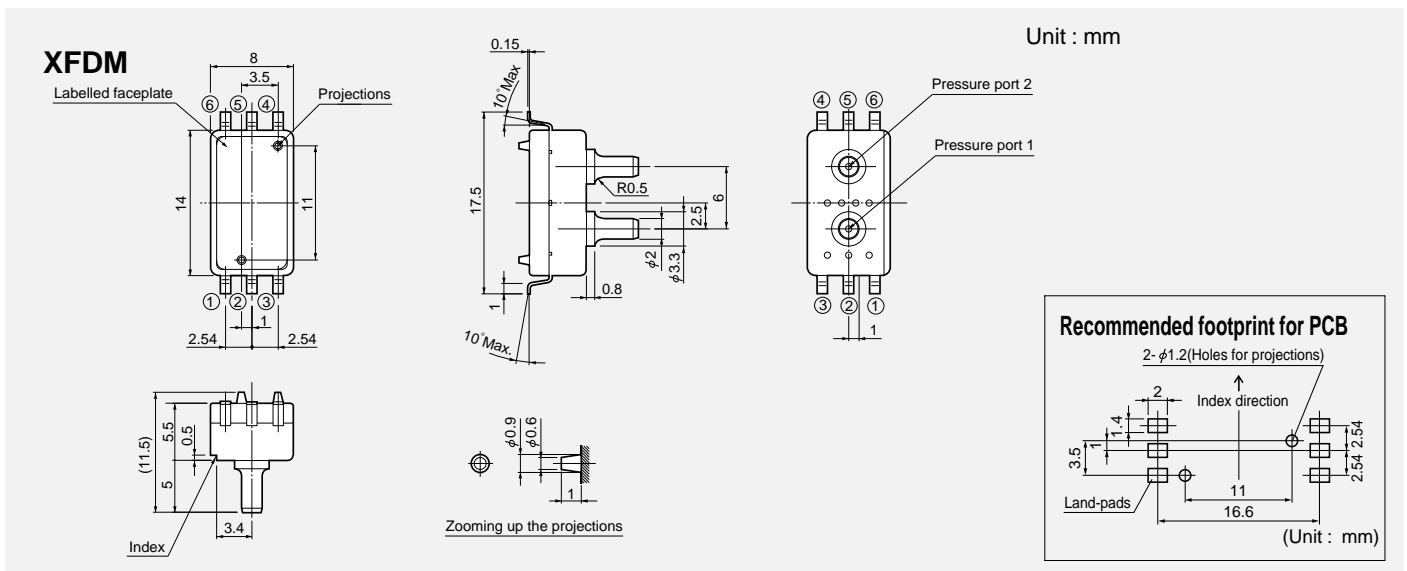 XFDM
Unit : mm
8
3.5
Labelled faceplate
Projections
⑥ ⑤ ④
14
11
① ② ③
1
2.54 2.54
0.15
10°Max
17.5
R0.5
6
2.5
φ2
φ3.3
0.8
1
10°Max.
Pressure port 2
④ ⑤ ⑥
Pressure port 1
③ ② ①
1
(11.5)
5.5
0.5
5
3.4
Index
φ0.9
φ0.6
1
Zooming up the projections
Recommended footprint for PCB
2- φ1.2(Holes for projections)
2
Index direction
1.4
1
3.5
2.54
2.54
Land-pads
11
16.6
(Unit : mm)